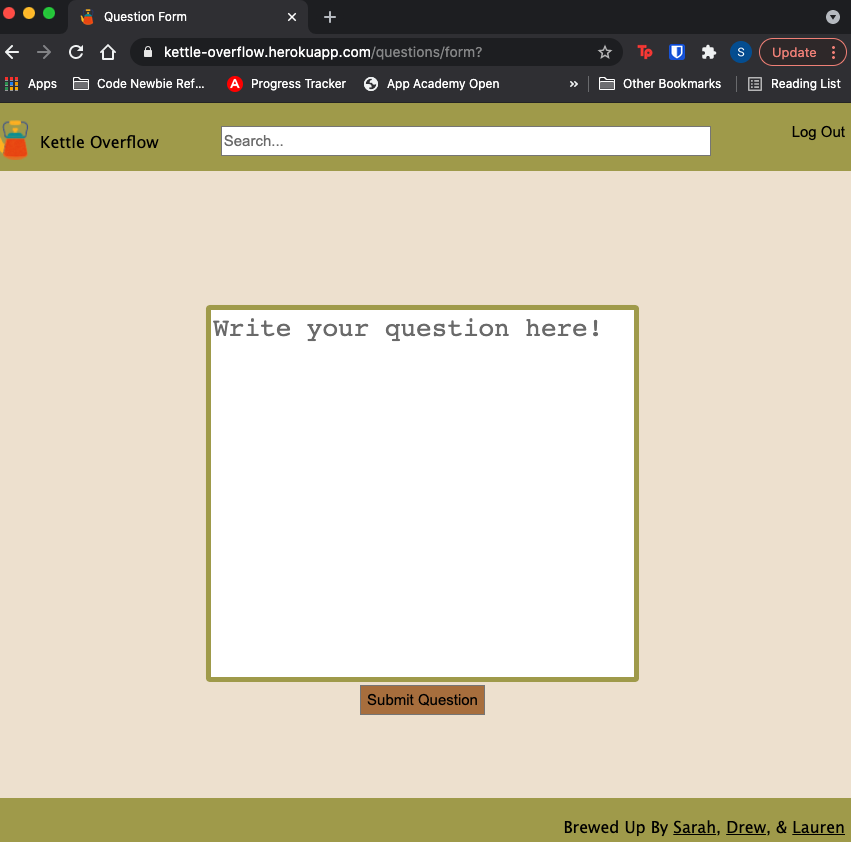 Question Form
kettle-overflow.herokuapp.com/questions/form?
Tp
S
Update
Apps
Code Newbie Ref...
A
Progress Tracker
App Academy Open
»
Other Bookmarks
Reading List
Kettle Overflow
Search...
Log Out
Write your question here!
Submit Question
Brewed Up By Sarah, Drew, & Lauren